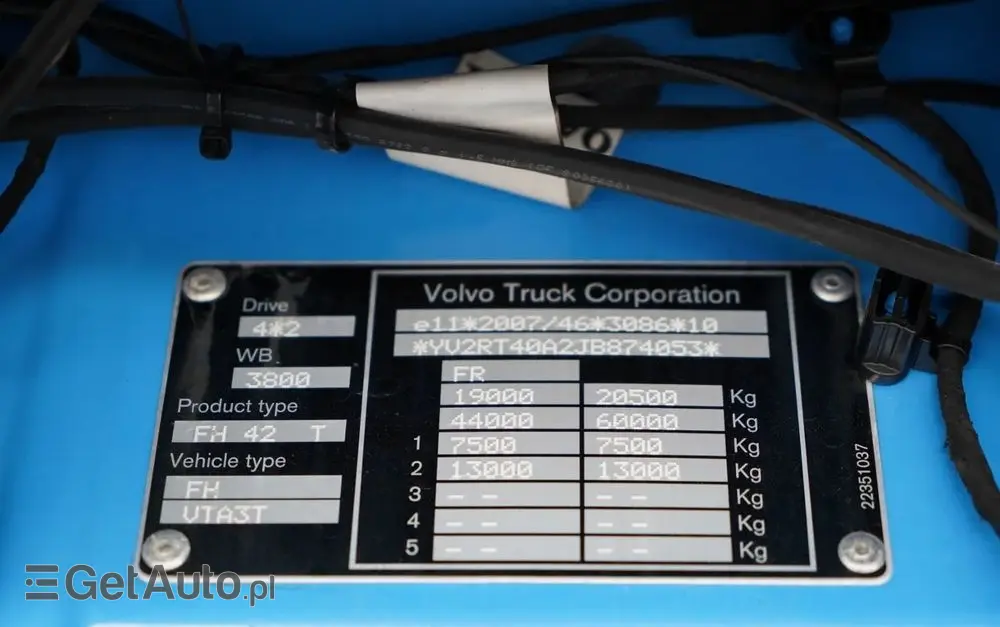 Drive
4*2
WB.
3800
Product type
FH 42 T
Vehicle type
FH
VTA3T
Volvo Truck Corporation
e11*2007/46*3086*10
*YV2RT40A2JB874053*
FR
19000 20500 Kg
44000 60000 Kg
1 7500 7500 Kg
2 13000 13000 Kg
3 -- -- Kg
4 -- -- Kg
5 -- -- Kg
22351037
GetAuto.pl